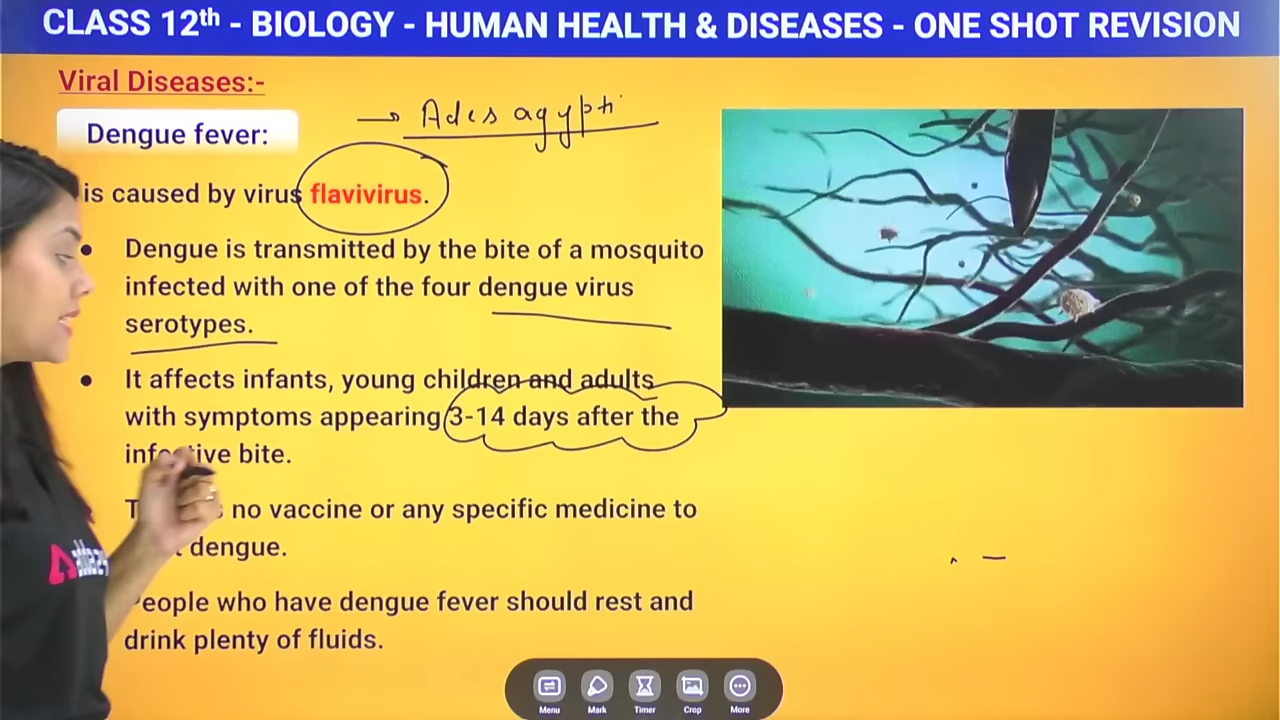 CLASS 12th - BIOLOGY - HUMAN HEALTH & DISEASES - ONE SHOT REVISION
Viral Diseases:-
Ades agypti
Dengue fever:
is caused by virus flavivirus.
• Dengue is transmitted by the bite of a mosquito
infected with one of the four dengue virus
serotypes.
• It affects infants, young children and adults
with symptoms appearing 3-14 days after the
infective bite.
no vaccine or any specific medicine to
dengue.
People who have dengue fever should rest and
drink plenty of fluids.
Menu Mark Timer Crop More